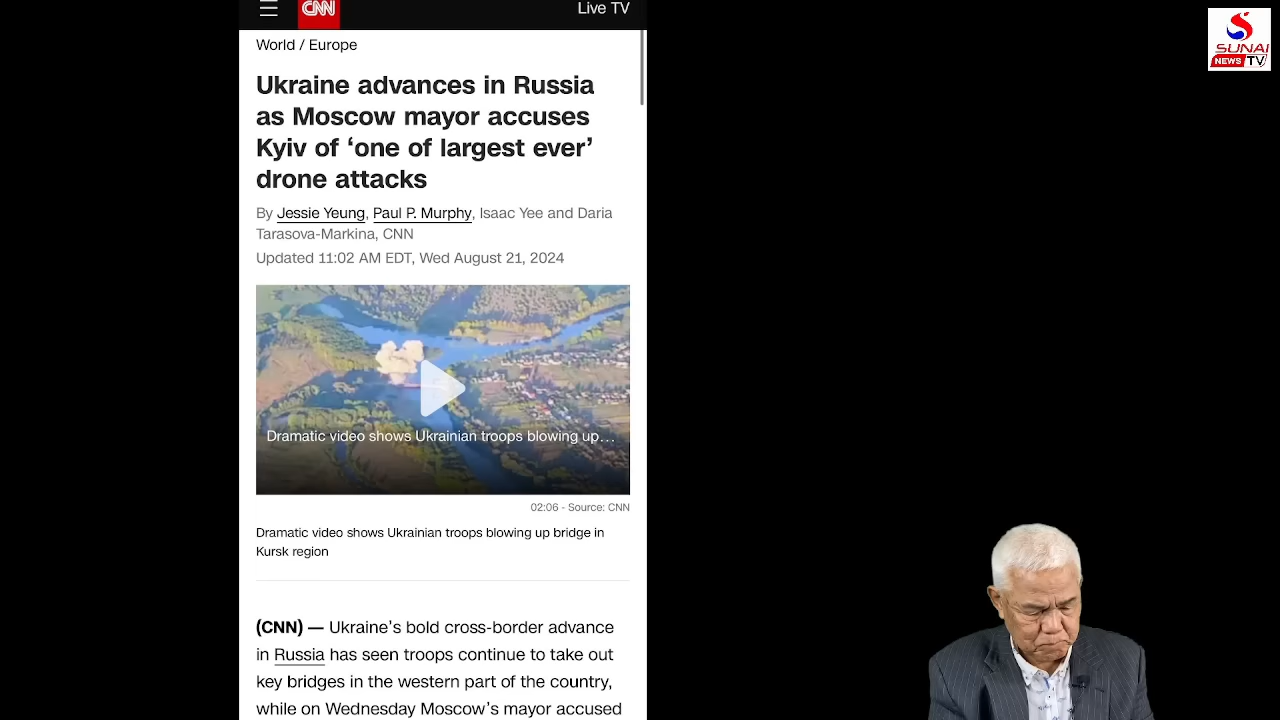 CNN
Live TV
SUNAI
NEWS TV
World / Europe
Ukraine advances in Russia
as Moscow mayor accuses
Kyiv of ‘one of largest ever’
drone attacks
By Jessie Yeung, Paul P. Murphy, Isaac Yee and Daria
Tarasova-Markina, CNN
Updated 11:02 AM EDT, Wed August 21, 2024
Dramatic video shows Ukrainian troops blowing up…
02:06 - Source: CNN
Dramatic video shows Ukrainian troops blowing up bridge in
Kursk region
(CNN) — Ukraine’s bold cross-border advance
in Russia has seen troops continue to take out
key bridges in the western part of the country,
while on Wednesday Moscow’s mayor accused